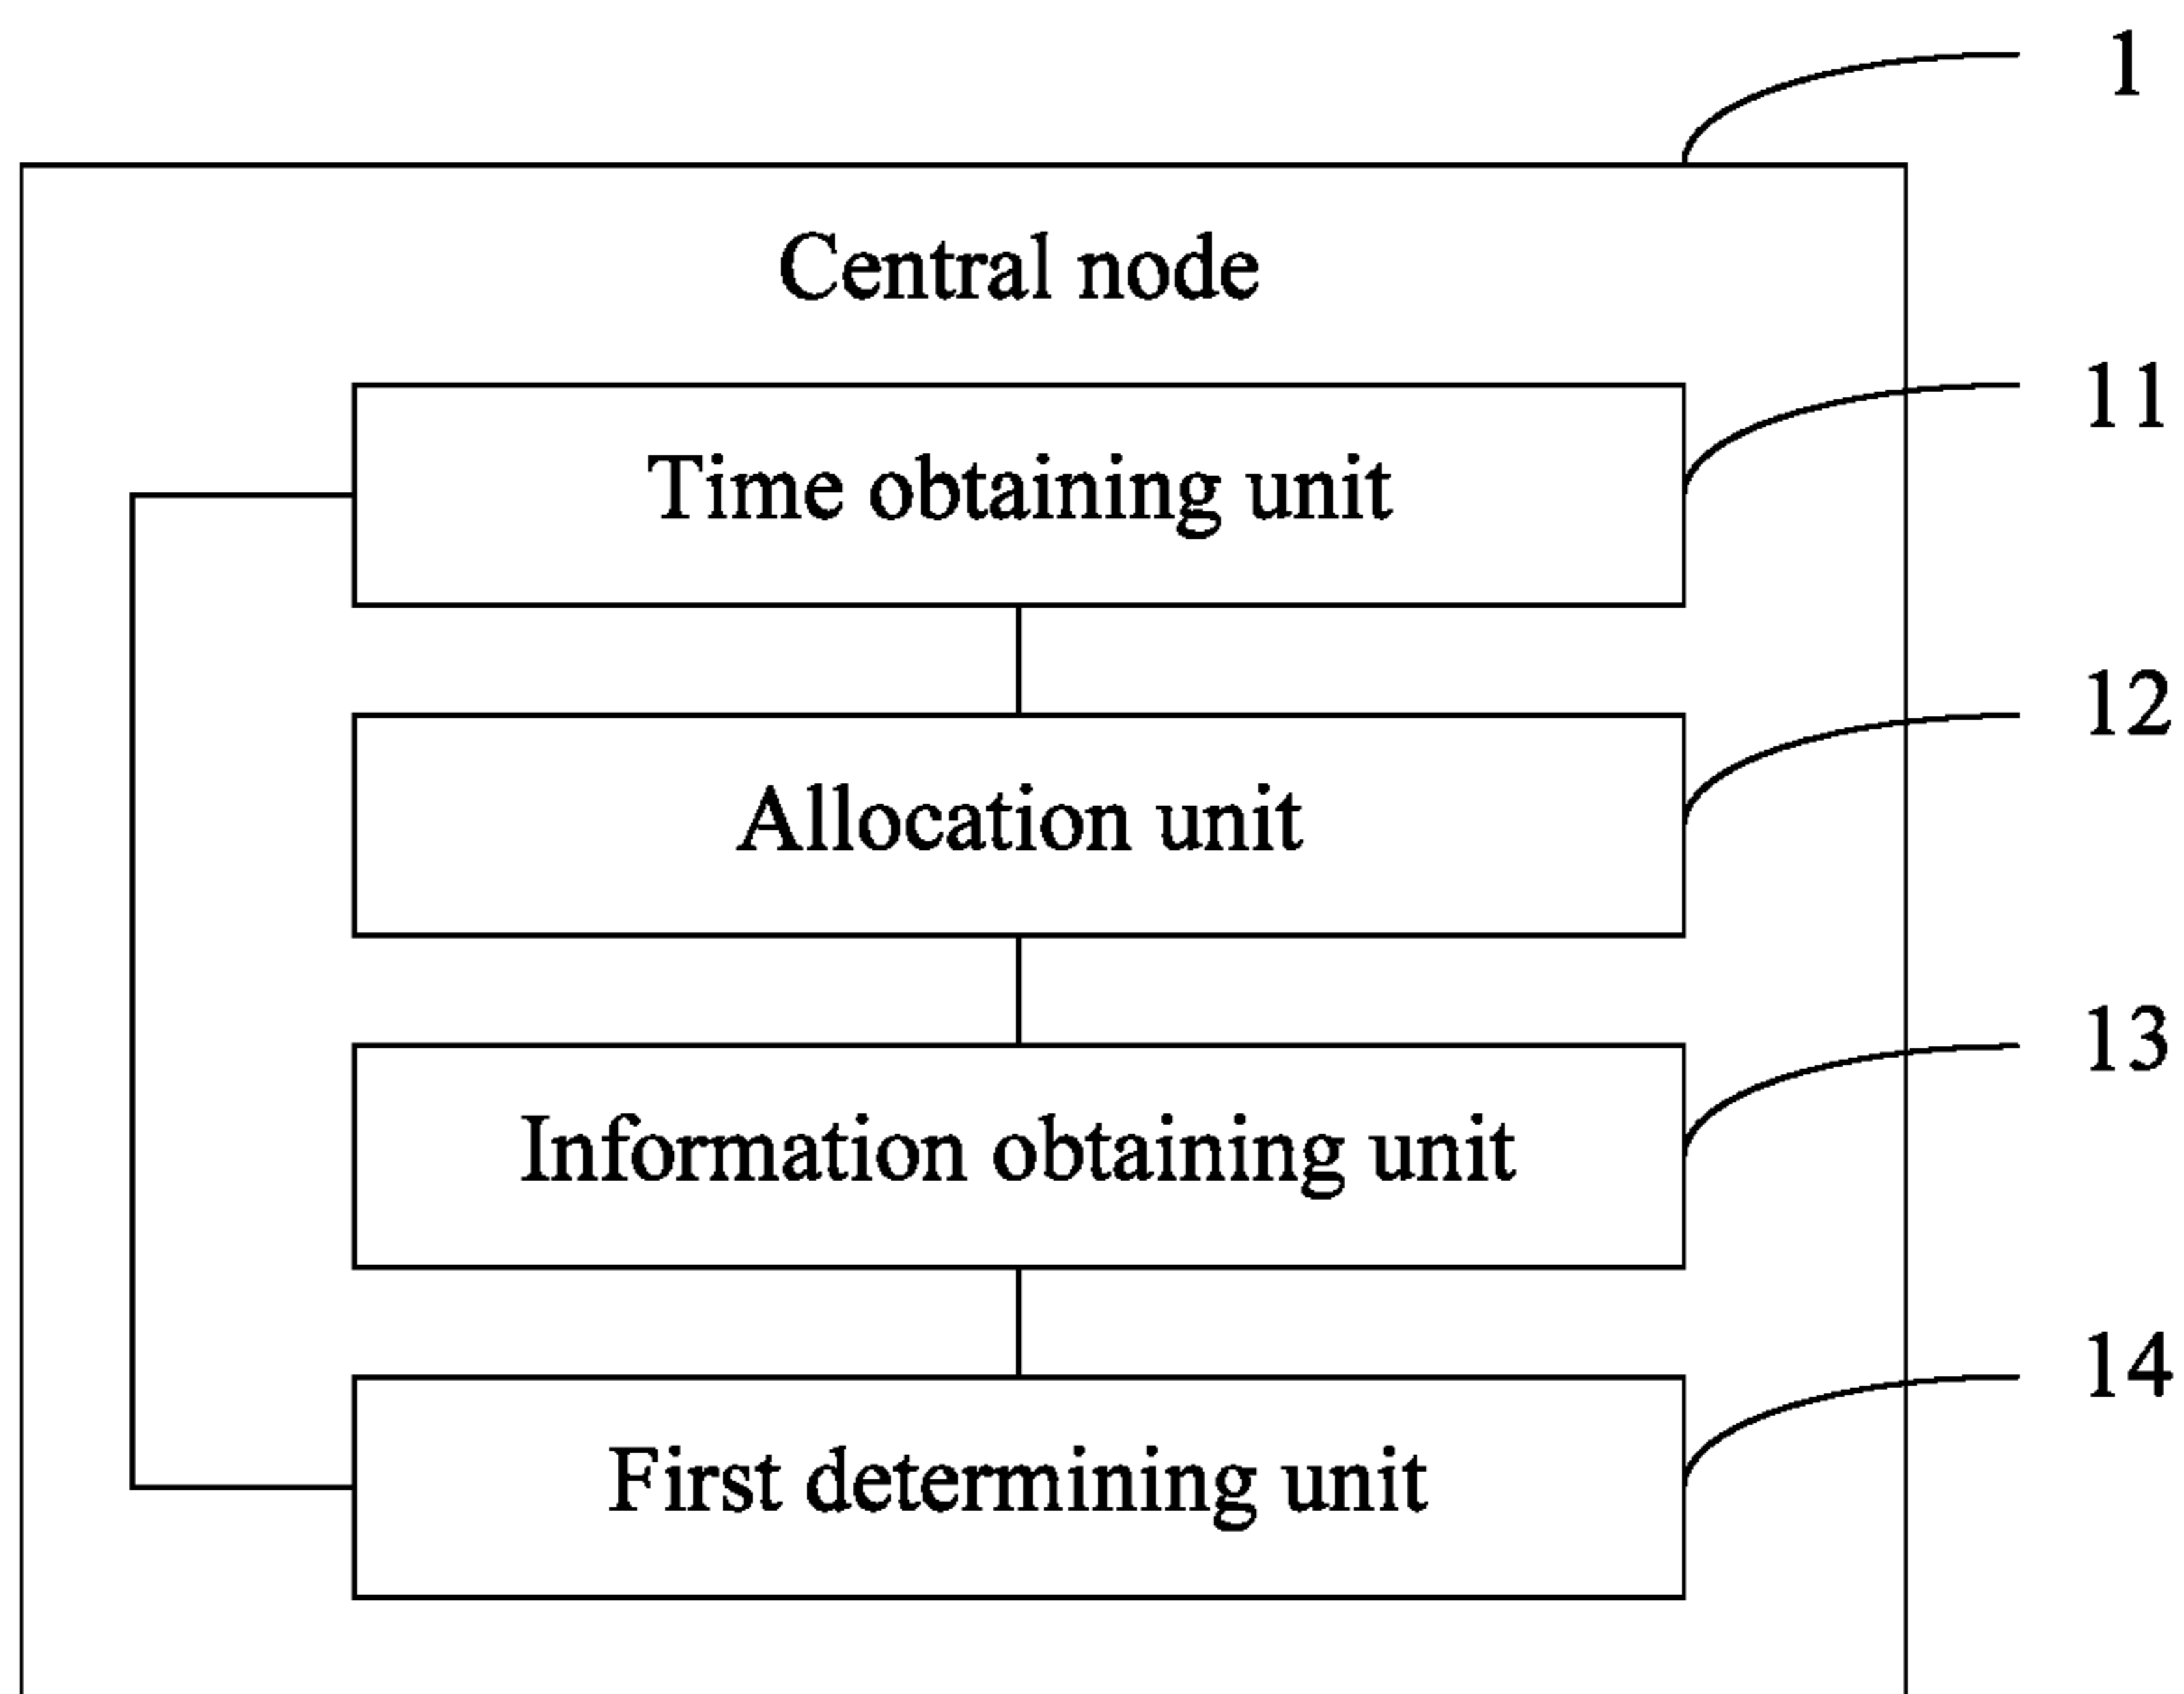 1
Central node
11
Time obtaining unit
12
Allocation unit
13
Information obtaining unit
14
First determining unit